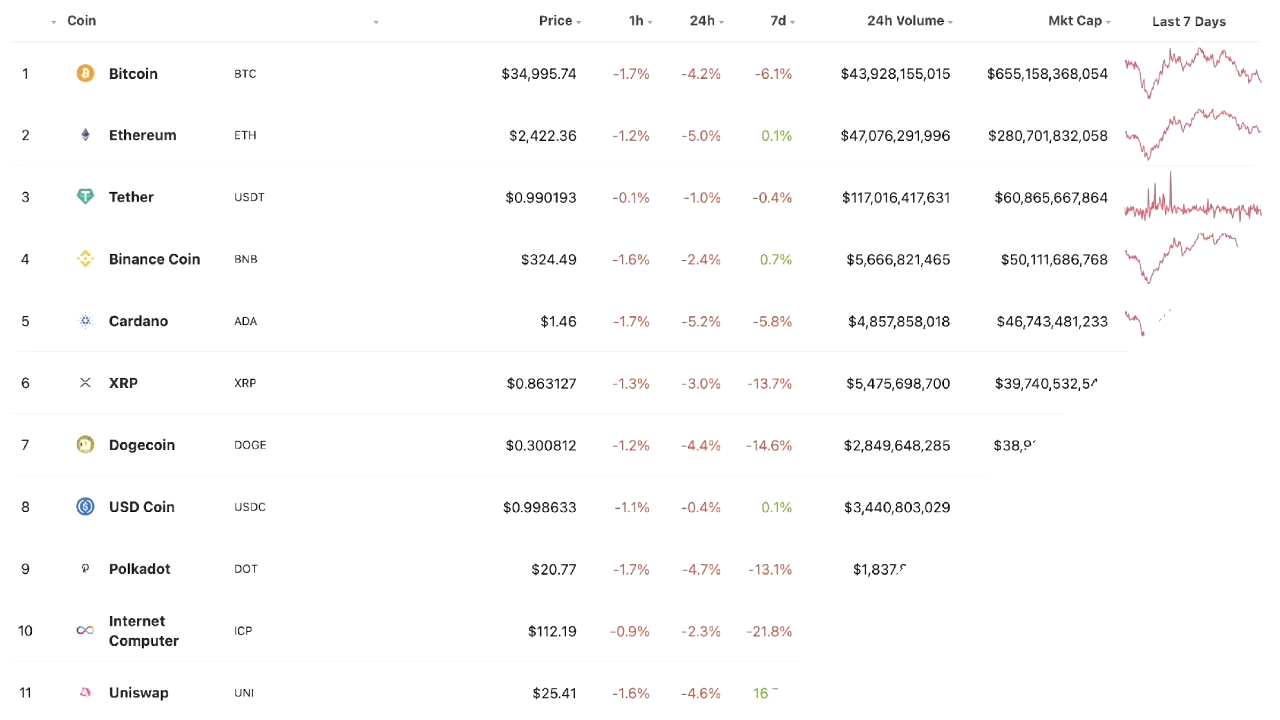 Coin Price 1h 24h 7d 24h Volume Mkt Cap Last 7 Days
1 Bitcoin BTC $34,995.74 -1.7% -4.2% -6.1% $43,928,155,015 $655,158,368,054
2 Ethereum ETH $2,422.36 -1.2% -5.0% 0.1% $47,076,291,996 $280,701,832,058
3 Tether USDT $0.990193 -0.1% -1.0% -0.4% $117,016,417,631 $60,865,667,864
4 Binance Coin BNB $324.49 -1.6% -2.4% 0.7% $5,666,821,465 $50,111,686,768
5 Cardano ADA $1.46 -1.7% -5.2% -5.8% $4,857,858,018 $46,743,481,233
6 XRP XRP $0.863127 -1.3% -3.0% -13.7% $5,475,698,700
7 Dogecoin DOGE $0.300812 -1.2% -4.4% -14.6% $2,849,648,285
8 USD Coin USDC $0.998633 -1.1% -0.4% 0.1% $3,440,803,029
9 Polkadot DOT $20.77 -1.7% -4.7% -13.1%
10 Internet Computer ICP $112.19 -0.9% -2.3% -21.8%
11 Uniswap UNI $25.41 -1.6% -4.6%